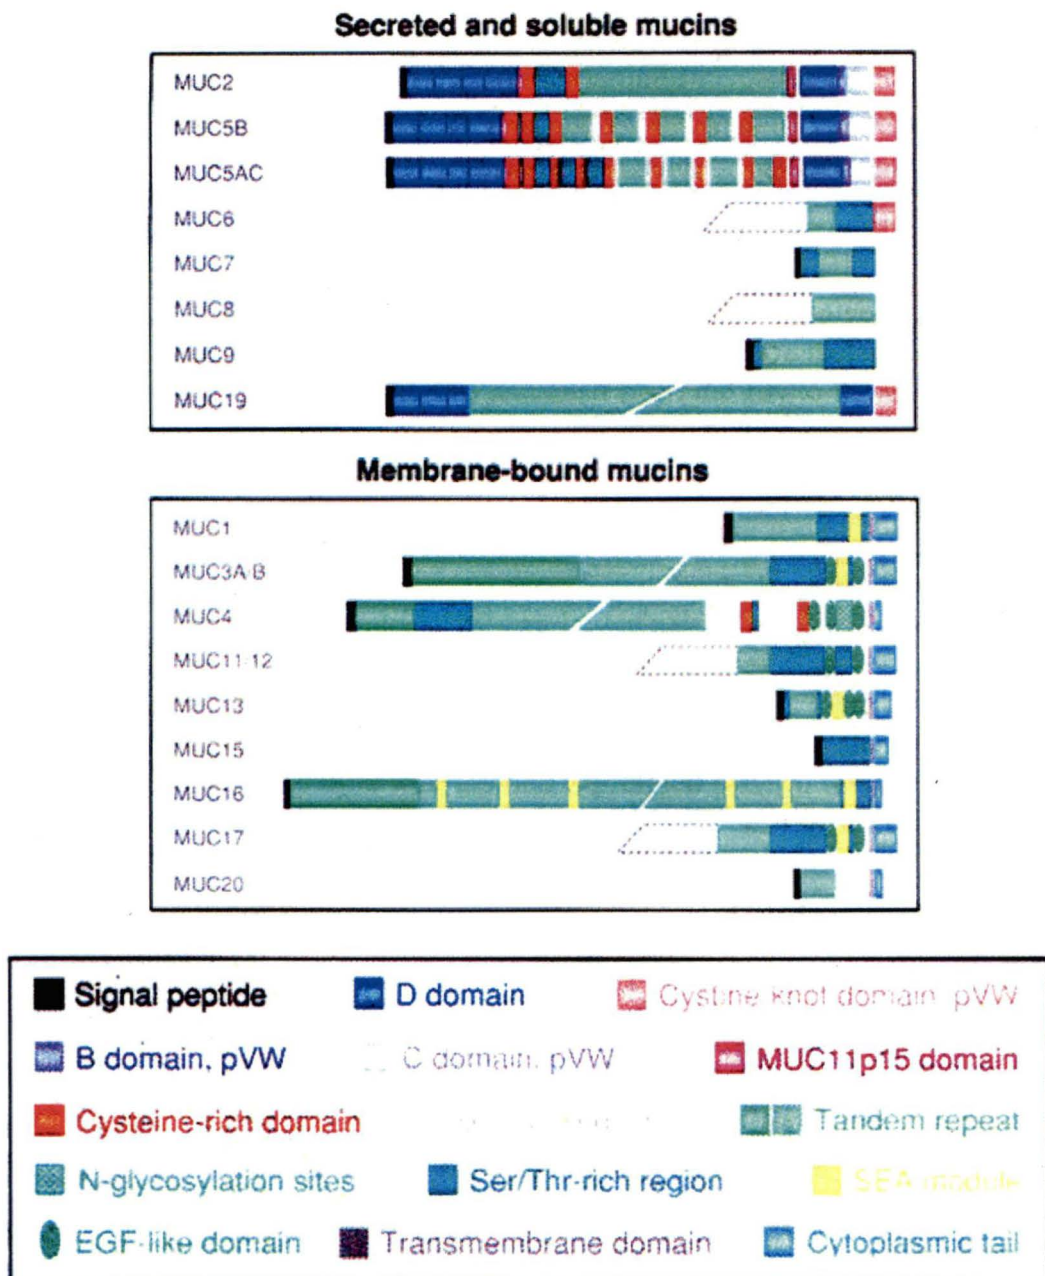 Secreted and soluble mucins
MUC2
MUC5B
MUC5AC
MUC6
MUC7
MUC8
MUC9
MUC19
Membrane-bound mucins
MUC1
MUC3A/B
MUC4
MUC11/12
MUC13
MUC15
MUC16
MUC17
MUC20
Signal peptide D domain Cystine knot domain, pVW
B domain, pVW C domain, pVW MUC11p15 domain
Cysteine-rich domain Tandem repeat
N-glycosylation sites Ser/Thr-rich region SEA module
EGF-like domain Transmembrane domain Cytoplasmic tail